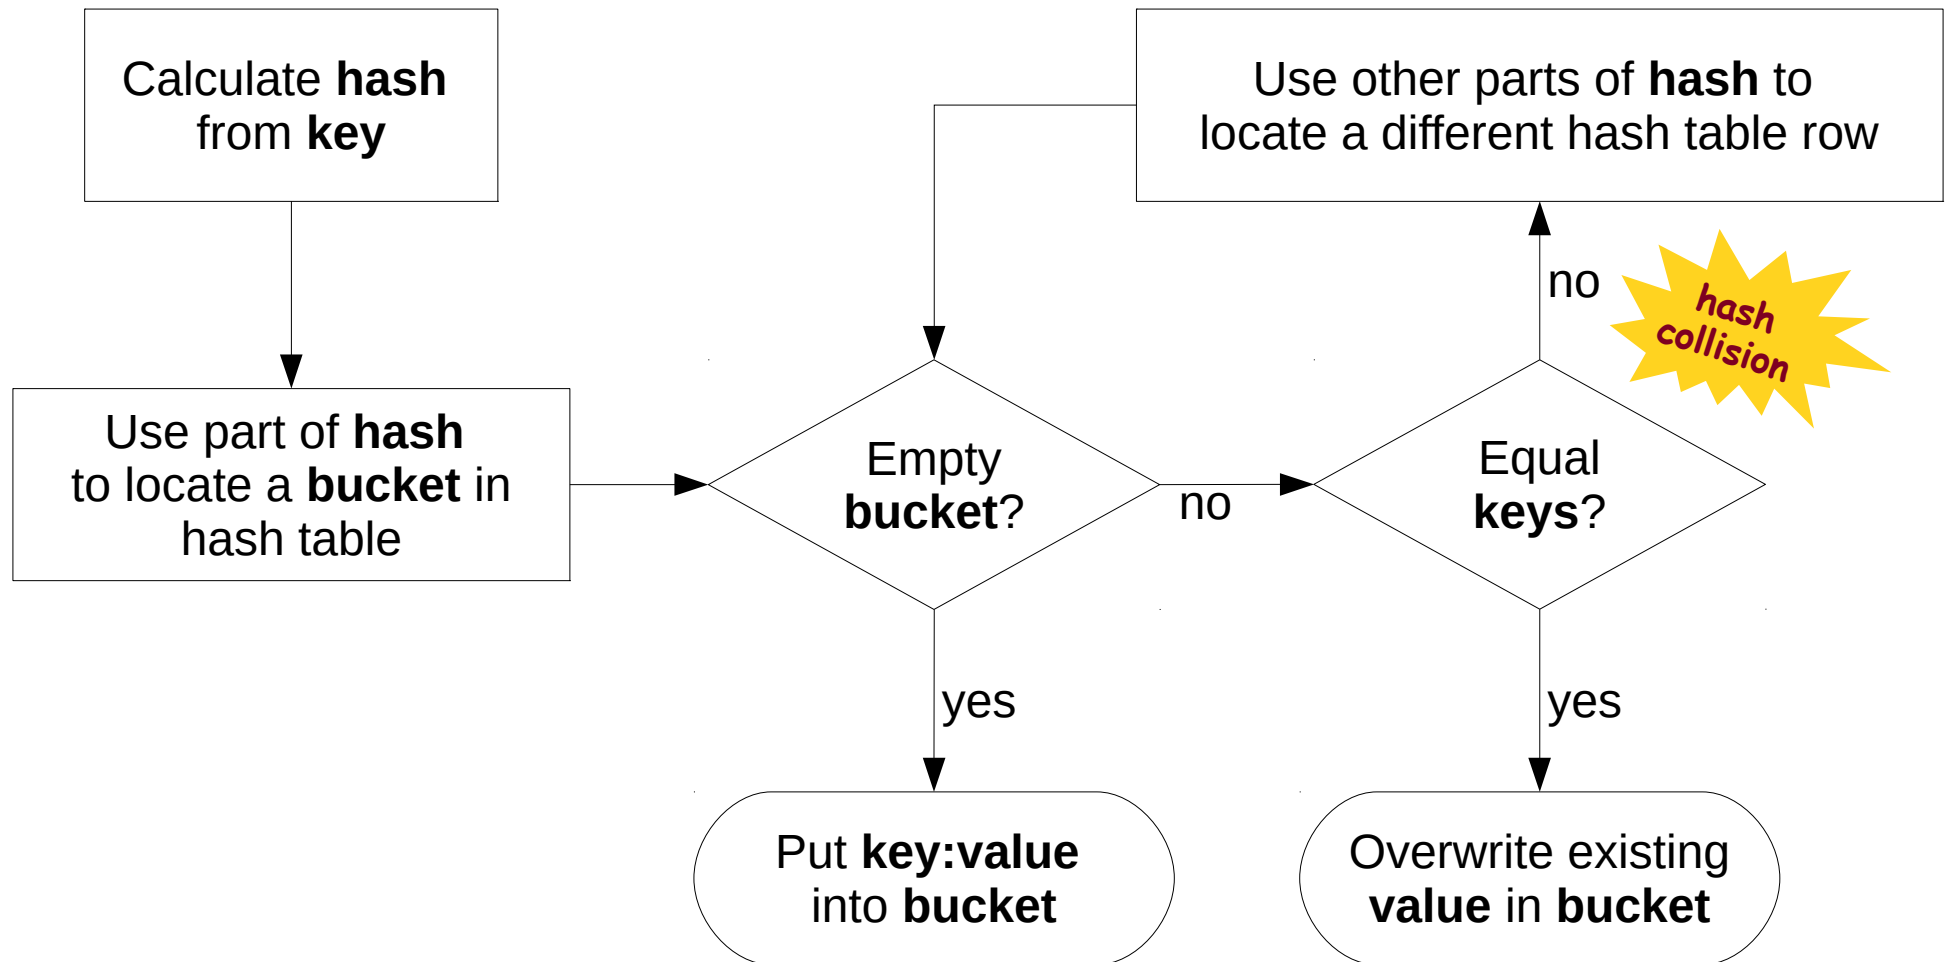 Calculate hash
from key
Use part of hash
to locate a bucket in
hash table
Empty
bucket?
no
yes
Put key:value
into bucket
Equal
keys?
no
hash
collision
Use other parts of hash to
locate a different hash table row
yes
Overwrite existing
value in bucket